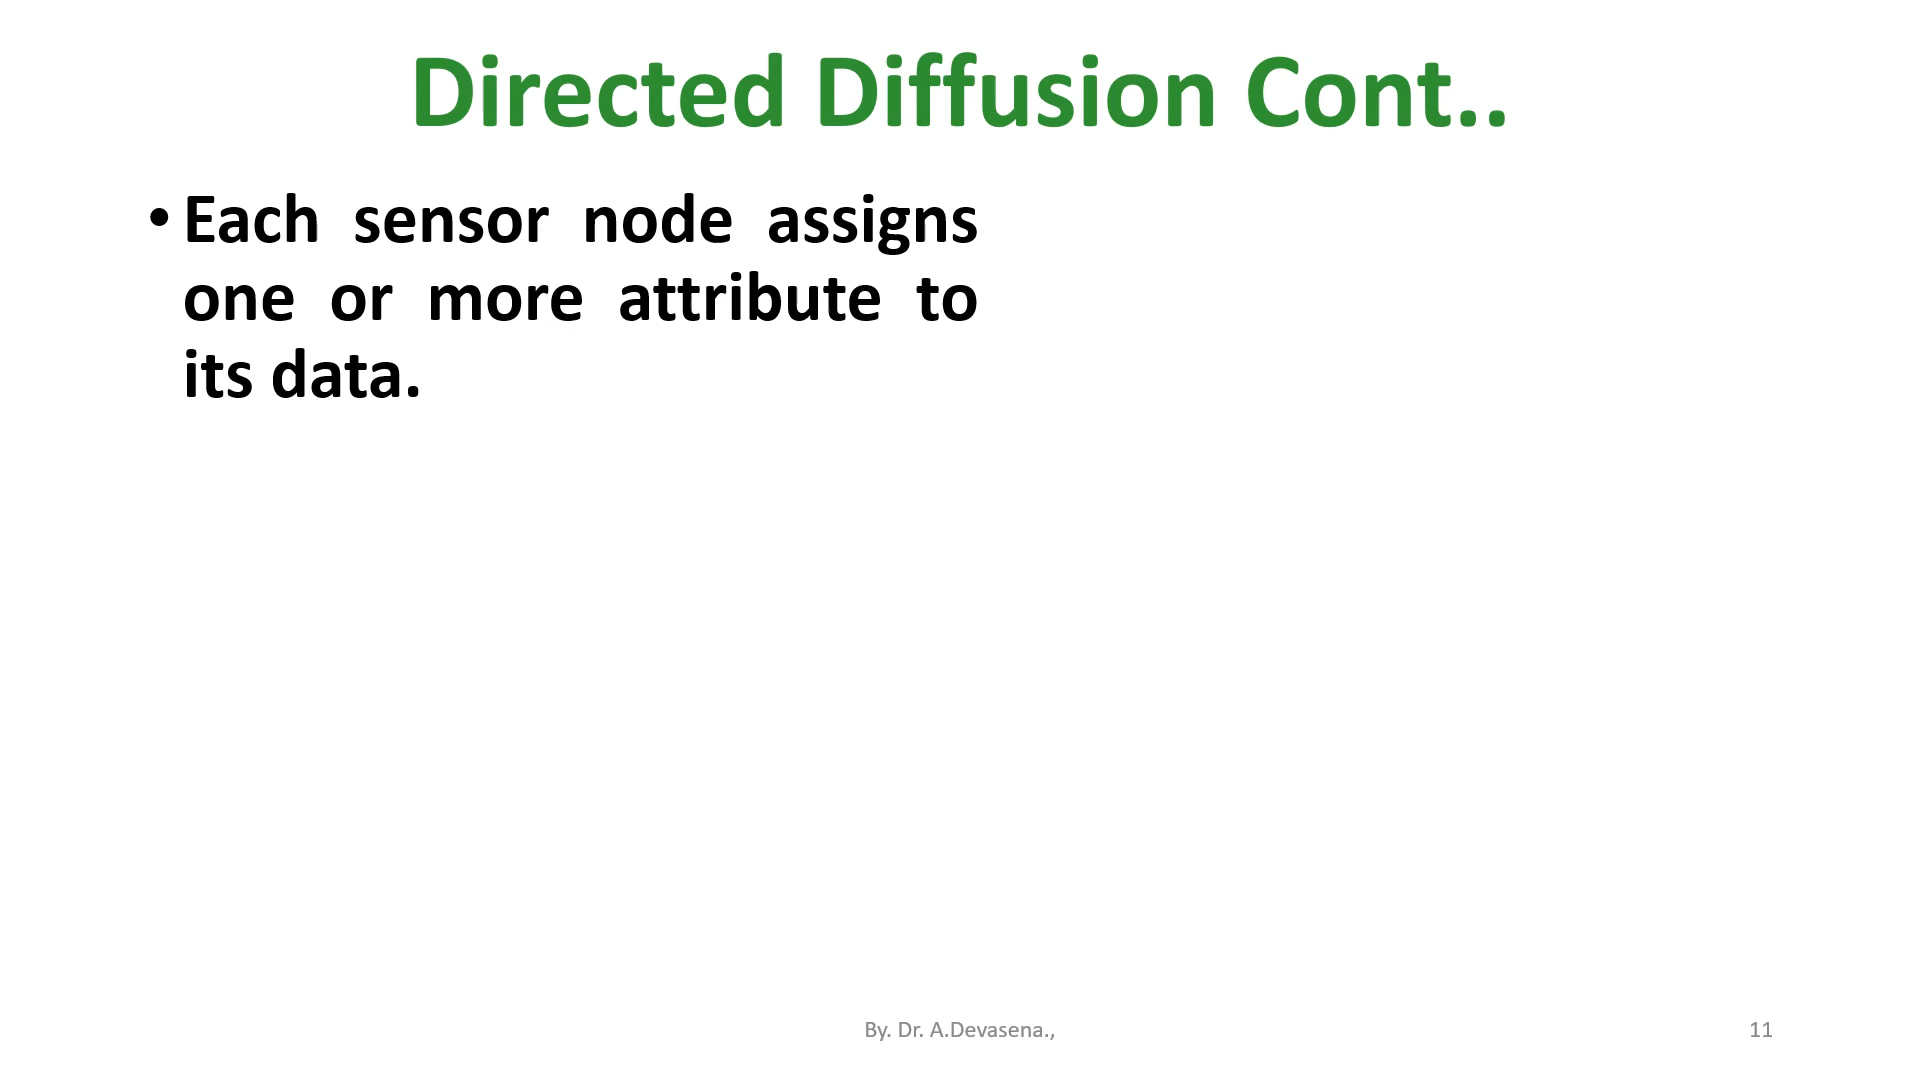 Directed Diffusion Cont..
• Each sensor node assigns
one or more attribute to
its data.
By. Dr. A.Devasena.,
11